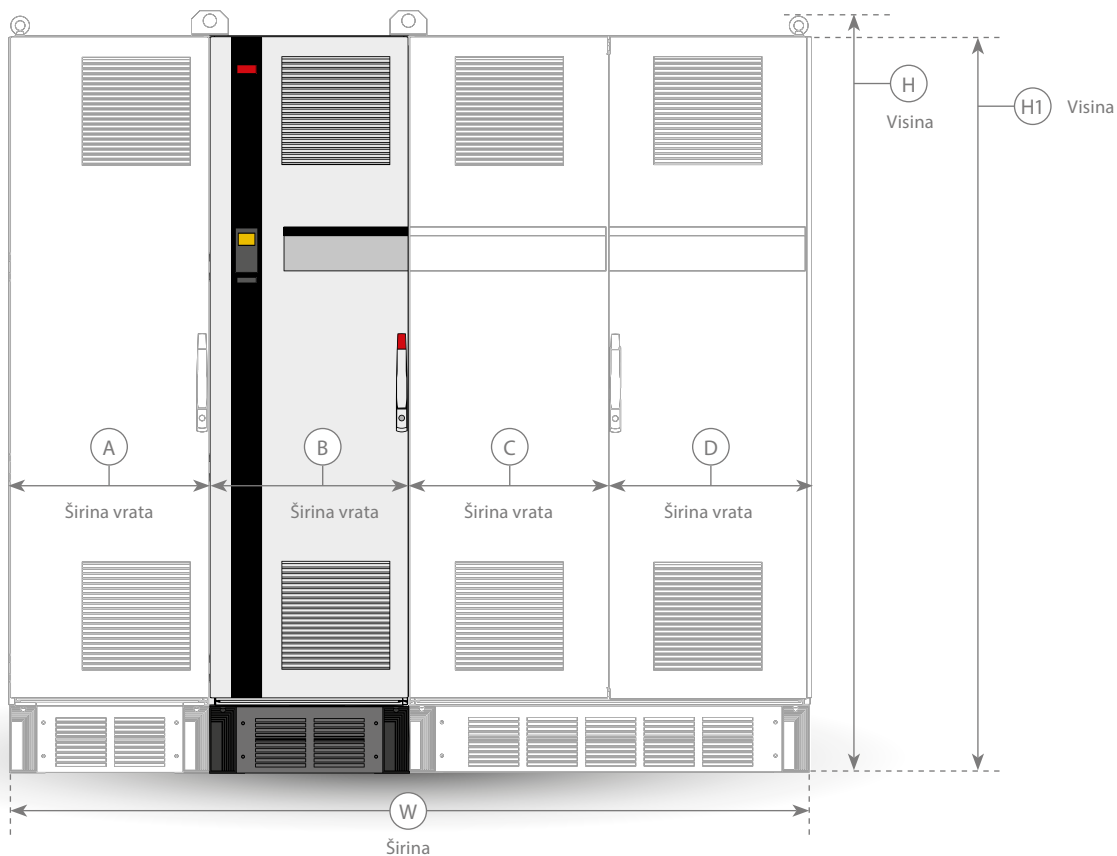 H
Visina
H1 Visina
A
B
C
D
Širina vrata
Širina vrata
Širina vrata
Širina vrata
W
Širina